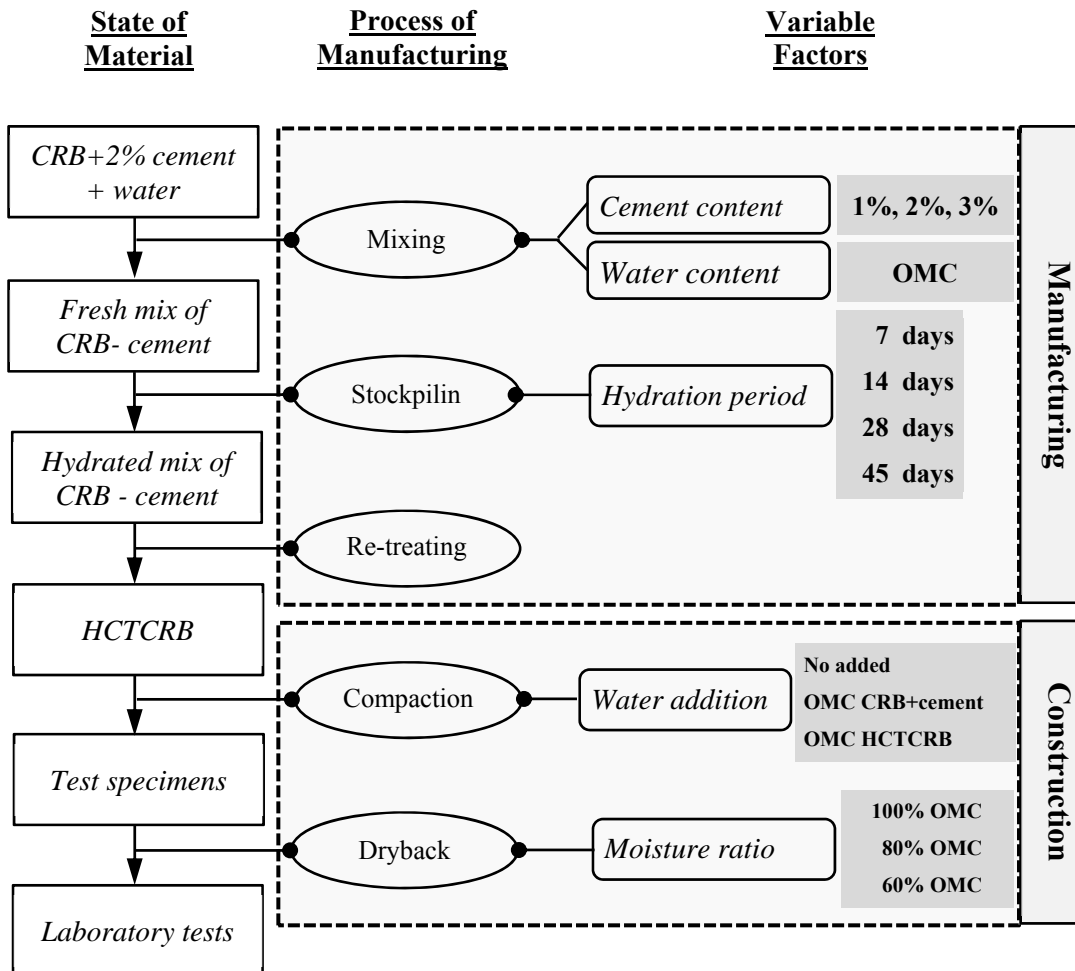 State of
Material
Process of
Manufacturing
Variable
Factors
CRB+2% cement
+ water
Mixing
Cement content
1%, 2%, 3%
Water content
OMC
Fresh mix of
CRB- cement
Stockpilin
Hydration period
7 days
14 days
28 days
45 days
Hydrated mix of
CRB - cement
Re-treating
Manufacturing
HCTCRB
Compaction
Water addition
No added
OMC CRB+cement
OMC HCTCRB
Test specimens
Dryback
Moisture ratio
100% OMC
80% OMC
60% OMC
Construction
Laboratory tests